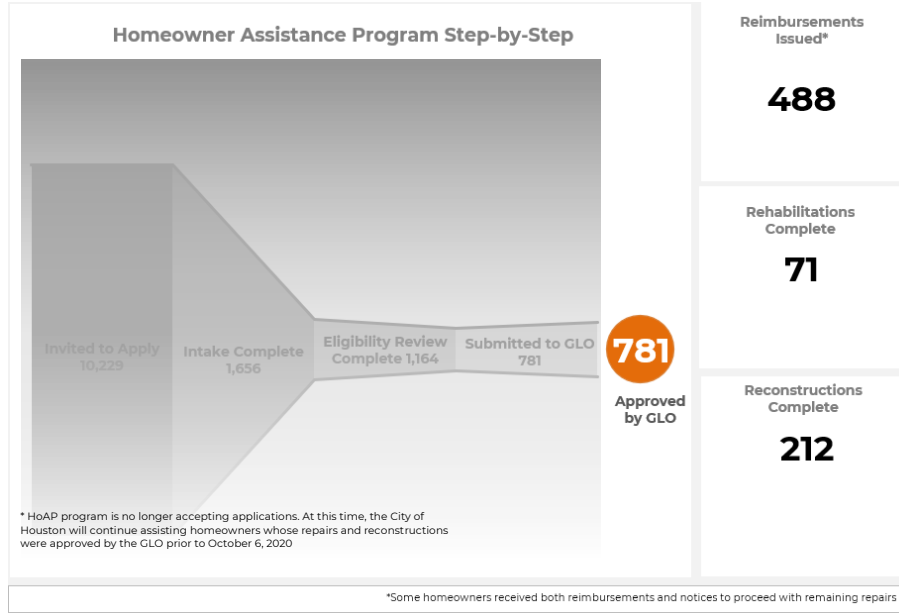 Homeowner Assistance Program Step-by-Step
Invited to Apply
10,229
Intake Complete
1,656
Eligibility Review
Complete 1,164
Submitted to GLO
781
781
Approved
by GLO
* HoAP program is no longer accepting applications. At this time, the City of
Houston will continue assisting homeowners whose repairs and reconstructions
were approved by the GLO prior to October 6, 2020
Reimbursements
Issued*
488
Rehabilitations
Complete
71
Reconstructions
Complete
212
*Some homeowners received both reimbursements and notices to proceed with remaining repairs